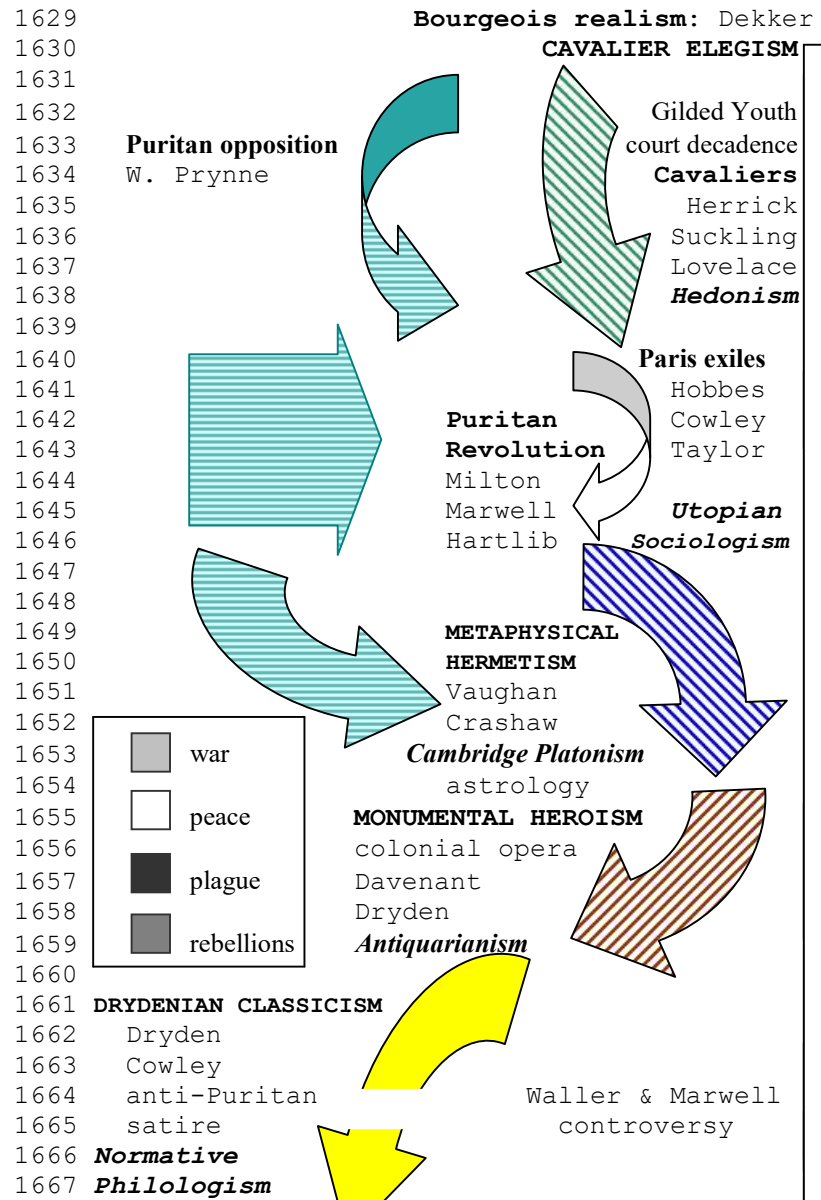 1629 Bourgeois realism: Dekker
1630 CAVALIER ELEGISM
1631
1632 Gilded Youth
1633 Puritan opposition court decadence
1634 W. Prynne Cavaliers
1635 Herrick
1636 Suckling
1637 Lovelace
1638 Hedonism
1639
1640 Paris exiles
1641 Hobbes
1642 Puritan Cowley
1643 Revolution Taylor
1644 Milton
1645 Marwell Utopian
1646 Hartlib Sociologism
1647
1648
1649 METAPHYSICAL
1650 HERMETISM
1651 Vaughan
1652 Crashaw
1653 war Cambridge Platonism
1654 astrology
1655 peace MONUMENTAL HEROISM
1656 colonial opera
1657 plague Davenant
1658 Dryden
1659 rebellions Antiquarianism
1660
1661 DRYDENIAN CLASSICISM
1662 Dryden
1663 Cowley
1664 anti-Puritan Waller & Marwell
1665 satire controversy
1666 Normative
1667 Philologism